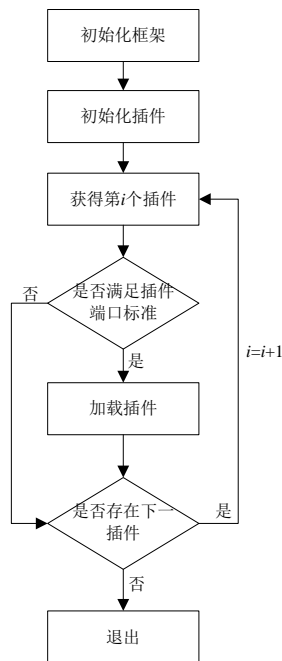 初始化框架
初始化插件
获得第i个插件
是否满足插件
端口标准
否
是
i=i+1
加载插件
是否存在下一
插件
是
否
退出